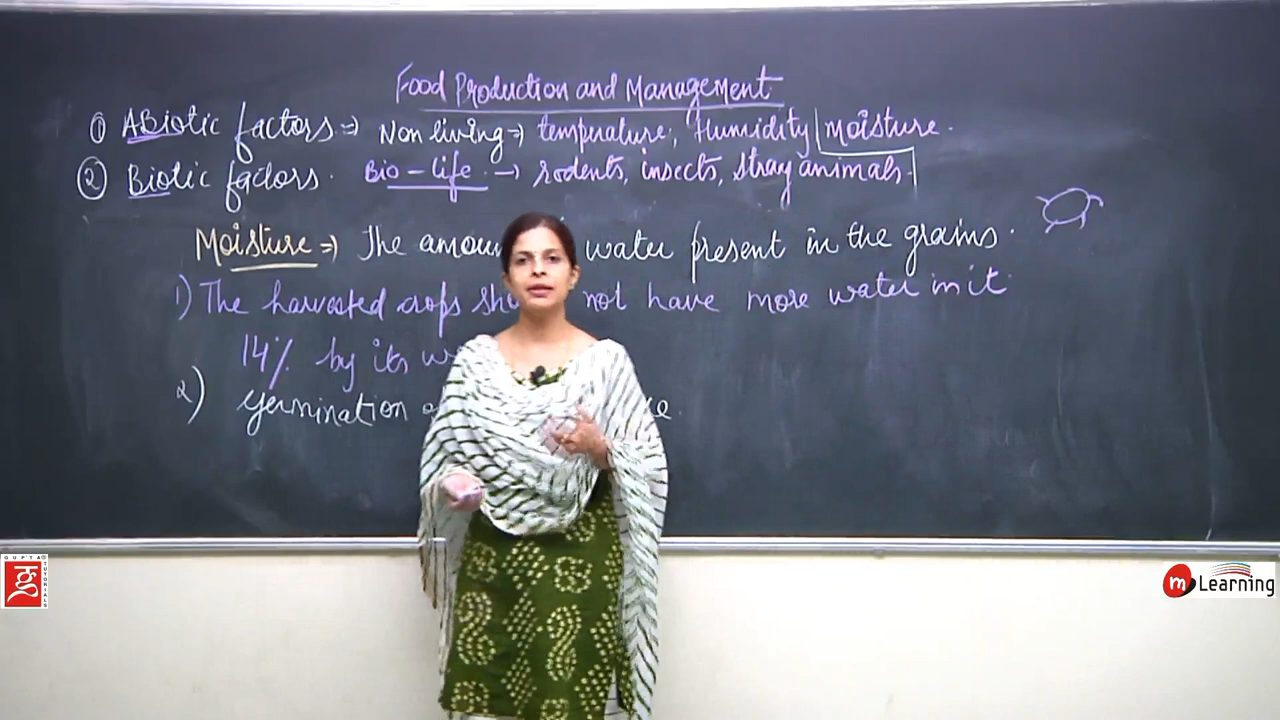 Food Production and Management
① ABiotic factors. => Non living => temperature, Humidity moisture.
② Biotic factors. Bio - life. -> rodents, insects, stray animals.
Moisture => The water present in the grains.
1) The harvested crops not have more water in it
14% by its
2) germination
GUPTA TUTORIALS
m Learning